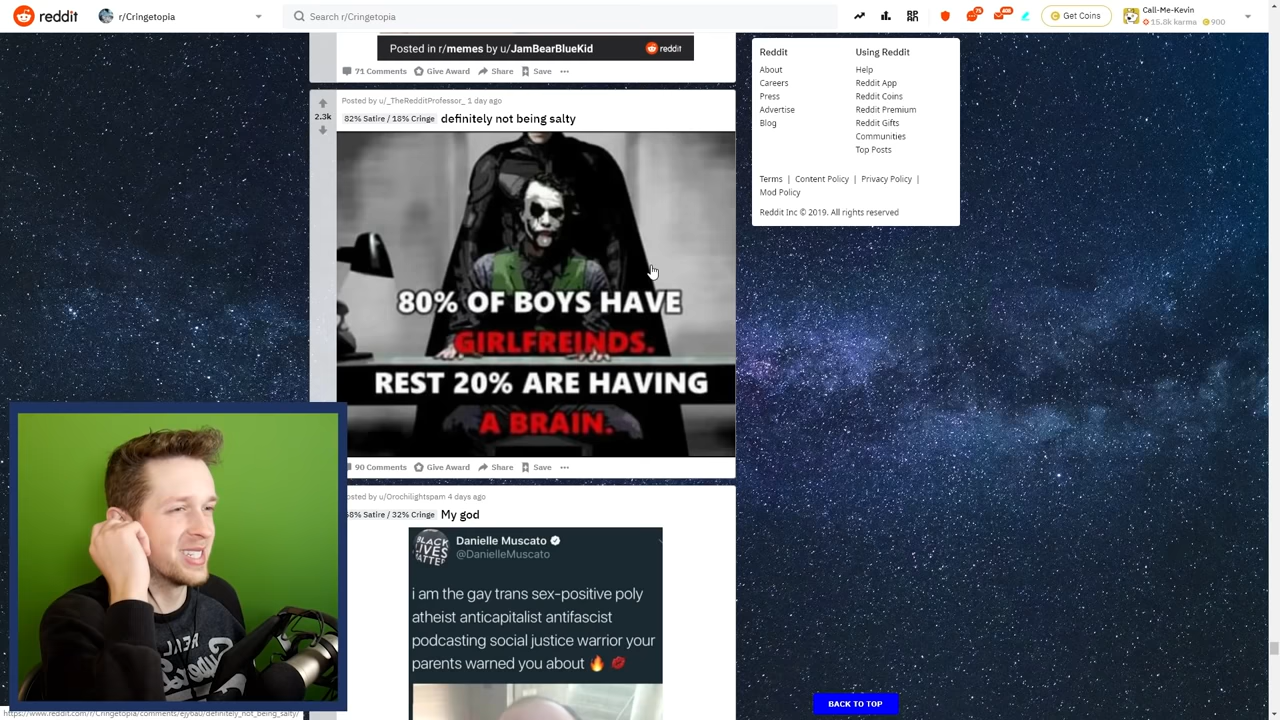 reddit
r/Cringetopia
Search r/Cringetopia
Get Coins
Call-Me-Kevin
15.8k karma
900
Posted in r/memes by u/JamBearBlueKid
reddit
71 Comments
Give Award
Share
Save
Posted by u/_TheRedditProfessor_ 1 day ago
2.3k
82% Satire / 18% Cringe
definitely not being salty
80% OF BOYS HAVE
GIRLFREINDS.
REST 20% ARE HAVING
A BRAIN.
90 Comments
Give Award
Share
Save
osted by u/Orochilightspam 4 days ago
8% Satire / 32% Cringe
My god
BLACK
LIVES
MATTER
Danielle Muscato
@DanielleMuscato
i am the gay trans sex-positive poly
atheist anticapitalist antifascist
podcasting social justice warrior your
parents warned you about 🔥 💋
Reddit
Using Reddit
About
Help
Careers
Reddit App
Press
Reddit Coins
Advertise
Reddit Premium
Blog
Reddit Gifts
Communities
Top Posts
Terms | Content Policy | Privacy Policy |
Mod Policy
Reddit Inc © 2019. All rights reserved
BACK TO TOP